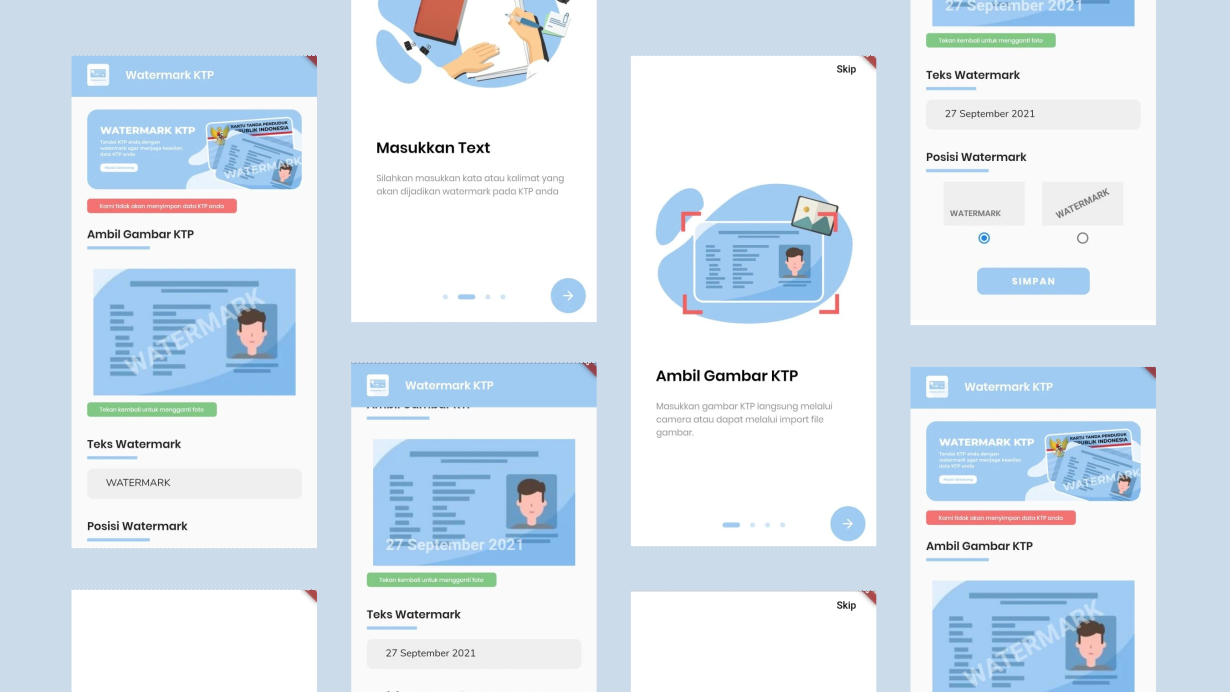 Watermark KTP
WATERMARK KTP
Tandai KTP anda dengan
watermark agar menjaga keaslian
data KTP anda
KARTU TANDA PENDUDUK
REPUBLIK INDONESIA
WATERMARK
Kami tidak akan menyimpan data KTP anda
Ambil Gambar KTP
WATERMARK
Tekan kembali untuk mengganti foto
Teks Watermark
WATERMARK
Posisi Watermark
Masukkan Text
Silahkan masukkan kata atau kalimat yang
akan dijadikan watermark pada KTP anda
Watermark KTP
Ambil Gambar KTP
27 September 2021
Tekan kembali untuk mengganti foto
Teks Watermark
27 September 2021
Skip
Ambil Gambar KTP
Masukkan gambar KTP langsung melalui
camera atau dapat melalui import file
gambar.
Skip
27 September 2021
Tekan kembali untuk mengganti foto
Teks Watermark
27 September 2021
Posisi Watermark
WATERMARK
WATERMARK
SIMPAN
Watermark KTP
WATERMARK KTP
Tandai KTP anda dengan
watermark agar menjaga keaslian
data KTP anda
KARTU TANDA PENDUDUK
REPUBLIK INDONESIA
WATERMARK
Kami tidak akan menyimpan data KTP anda
Ambil Gambar KTP
WATERMARK